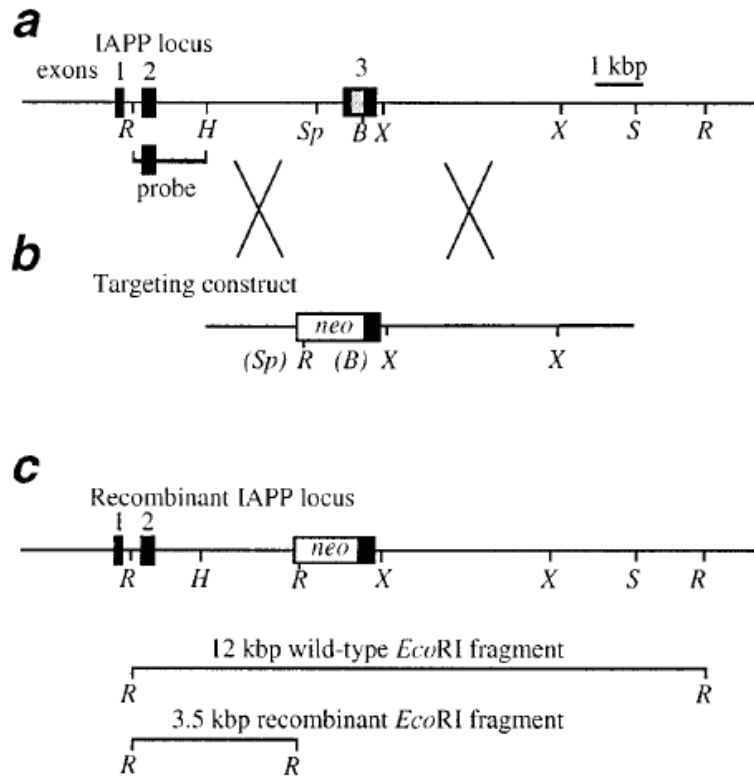 a
IAPP locus
exons 1 2 3 1 kbp
R H Sp B X X S R
probe
b
Targeting construct
neo
(Sp) R (B) X X
c
Recombinant IAPP locus
1 2
neo
R H R X X S R
12 kbp wild-type EcoRI fragment
R R
3.5 kbp recombinant EcoRI fragment
R R